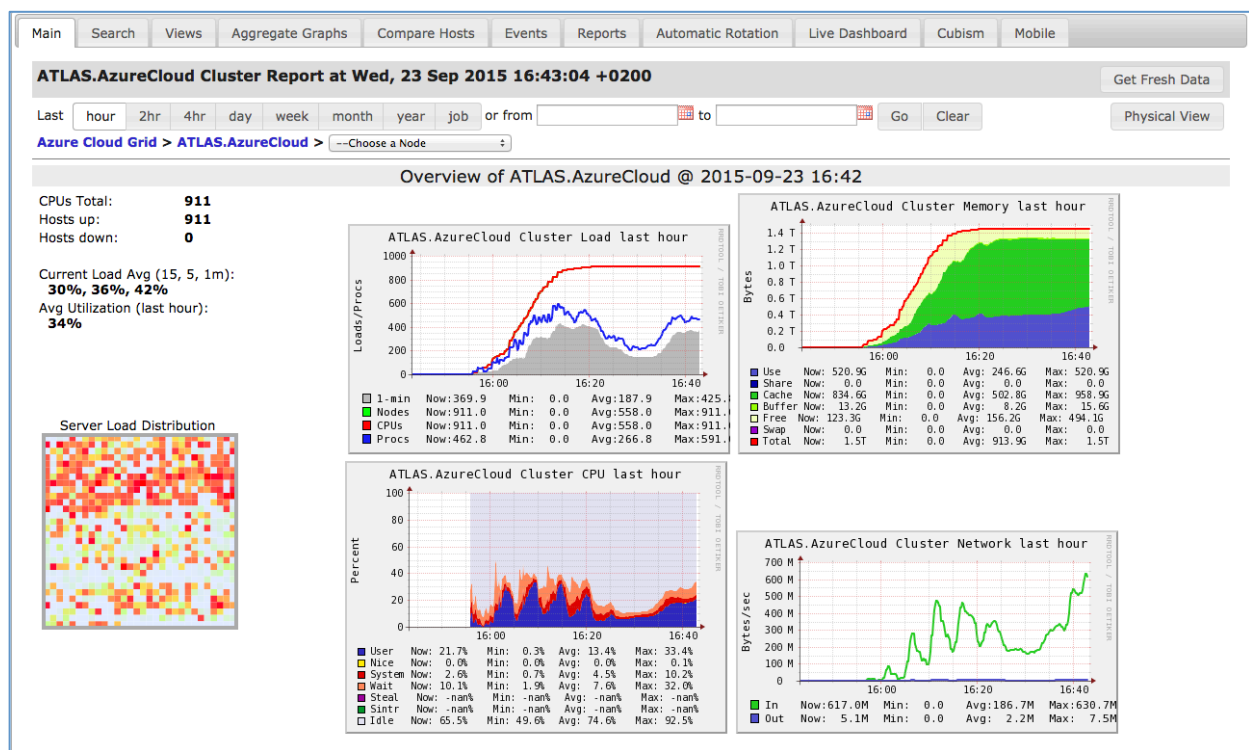 Main Search Views Aggregate Graphs Compare Hosts Events Reports Automatic Rotation Live Dashboard Cubism Mobile
ATLAS.AzureCloud Cluster Report at Wed, 23 Sep 2015 16:43:04 +0200
Get Fresh Data
Last hour 2hr 4hr day week month year job or from to Go Clear
Physical View
Azure Cloud Grid > ATLAS.AzureCloud > --Choose a Node
Overview of ATLAS.AzureCloud @ 2015-09-23 16:42
CPUs Total: 911
Hosts up: 911
Hosts down: 0
Current Load Avg (15, 5, 1m):
30%, 36%, 42%
Avg Utilization (last hour):
34%
Server Load Distribution
ATLAS.AzureCloud Cluster Load last hour
RRDTOOL / TOBI OETIKER
Loads/Procs
1000
800
600
400
200
0
16:00 16:20 16:40
1-min Now:369.9 Min: 0.0 Avg:187.9 Max:425.8
Nodes Now:911.0 Min: 0.0 Avg:558.0 Max:911.0
CPUs Now:911.0 Min: 0.0 Avg:558.0 Max:911.0
Procs Now:462.8 Min: 0.0 Avg:266.8 Max:591.0
ATLAS.AzureCloud Cluster Memory last hour
RRDTOOL / TOBI OETIKER
Bytes
1.4 T
1.2 T
1.0 T
0.8 T
0.6 T
0.4 T
0.2 T
0.0
16:00 16:20 16:40
Use Now: 520.9G Min: 0.0 Avg: 246.6G Max: 520.9G
Share Now: 0.0 Min: 0.0 Avg: 0.0 Max: 0.0
Cache Now: 834.6G Min: 0.0 Avg: 502.8G Max: 958.9G
Buffer Now: 13.2G Min: 0.0 Avg: 8.2G Max: 15.6G
Free Now: 123.3G Min: 0.0 Avg: 156.2G Max: 494.1G
Swap Now: 0.0 Min: 0.0 Avg: 0.0 Max: 0.0
Total Now: 1.5T Min: 0.0 Avg: 913.9G Max: 1.5T
ATLAS.AzureCloud Cluster CPU last hour
RRDTOOL / TOBI OETIKER
Percent
100
80
60
40
20
0
16:00 16:20 16:40
User Now: 21.7% Min: 0.3% Avg: 13.4% Max: 33.4%
Nice Now: 0.0% Min: 0.0% Avg: 0.0% Max: 0.1%
System Now: 2.6% Min: 0.7% Avg: 4.5% Max: 10.2%
Wait Now: 10.1% Min: 1.9% Avg: 7.6% Max: 32.0%
Steal Now: -nan% Min: -nan% Avg: -nan% Max: -nan%
Sintr Now: -nan% Min: -nan% Avg: -nan% Max: -nan%
Idle Now: 65.5% Min: 49.6% Avg: 74.6% Max: 92.5%
ATLAS.AzureCloud Cluster Network last hour
RRDTOOL / TOBI OETIKER
Bytes/sec
700 M
600 M
500 M
400 M
300 M
200 M
100 M
0
16:00 16:20 16:40
In Now:617.0M Min: 0.0 Avg:186.7M Max:630.7M
Out Now: 5.1M Min: 0.0 Avg: 2.2M Max: 7.5M